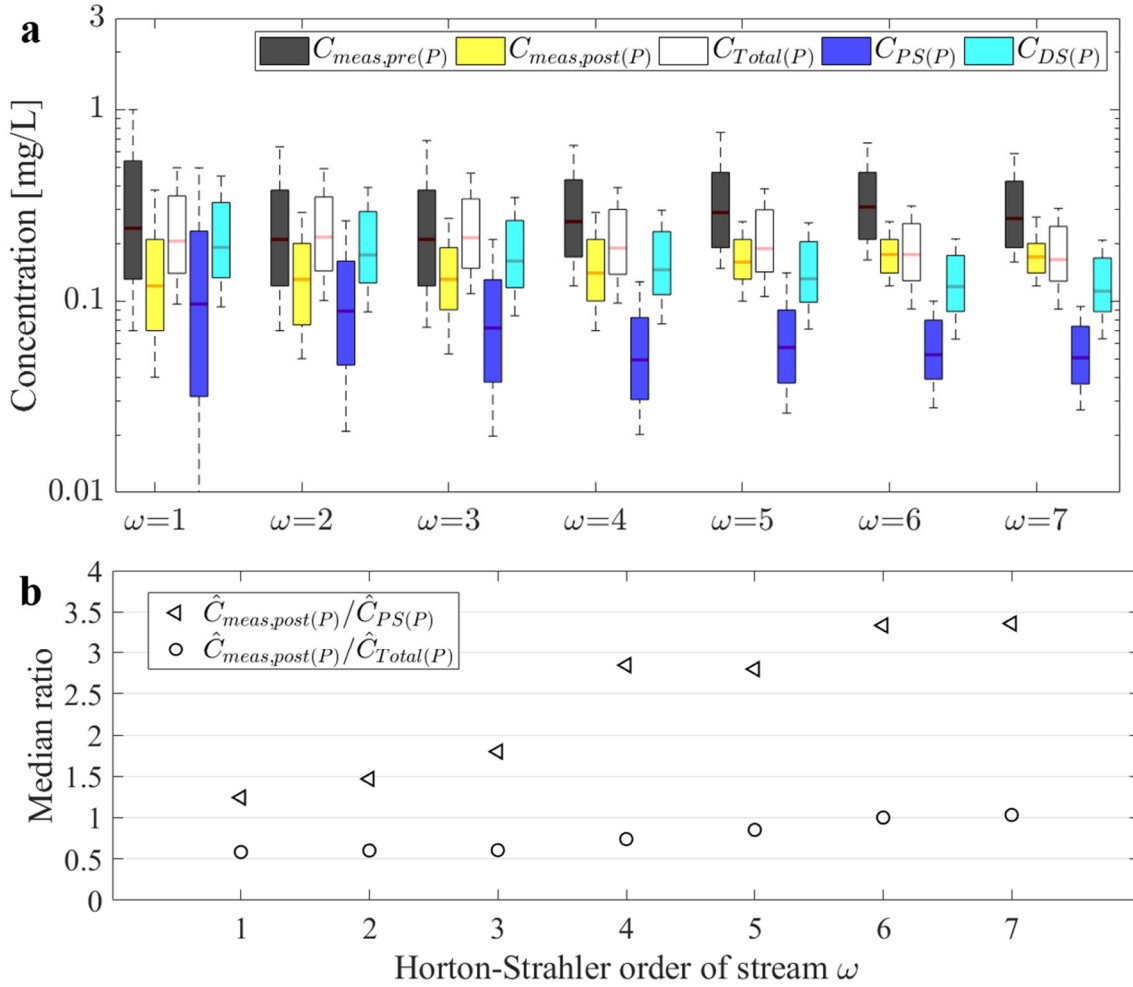 a
3
C_{meas,pre(P)} C_{meas,post(P)} C_{Total(P)} C_{PS(P)} C_{DS(P)}
1
0.1
0.01
Concentration [mg/L]
ω=1 ω=2 ω=3 ω=4 ω=5 ω=6 ω=7
b
4
3.5
3
2.5
2
1.5
1
0.5
0
Ĉ_{meas,post(P)}/Ĉ_{PS(P)}
Ĉ_{meas,post(P)}/Ĉ_{Total(P)}
Median ratio
1 2 3 4 5 6 7
Horton-Strahler order of stream ω